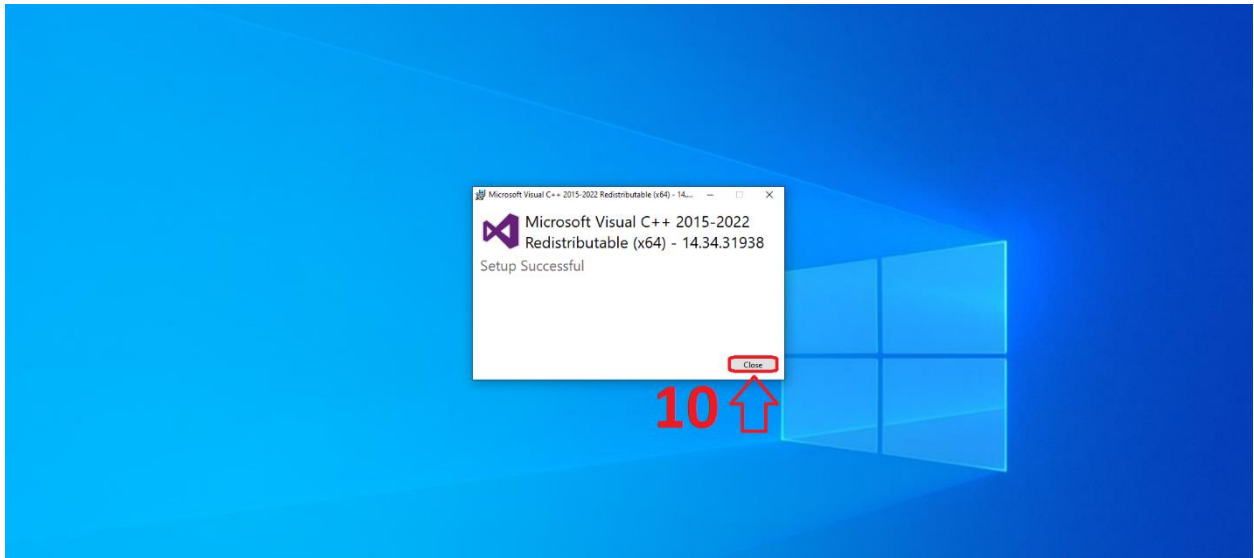 Microsoft Visual C++ 2015-2022 Redistributable (x64) - 14....
Microsoft Visual C++ 2015-2022
Redistributable (x64) - 14.34.31938
Setup Successful
Close
10